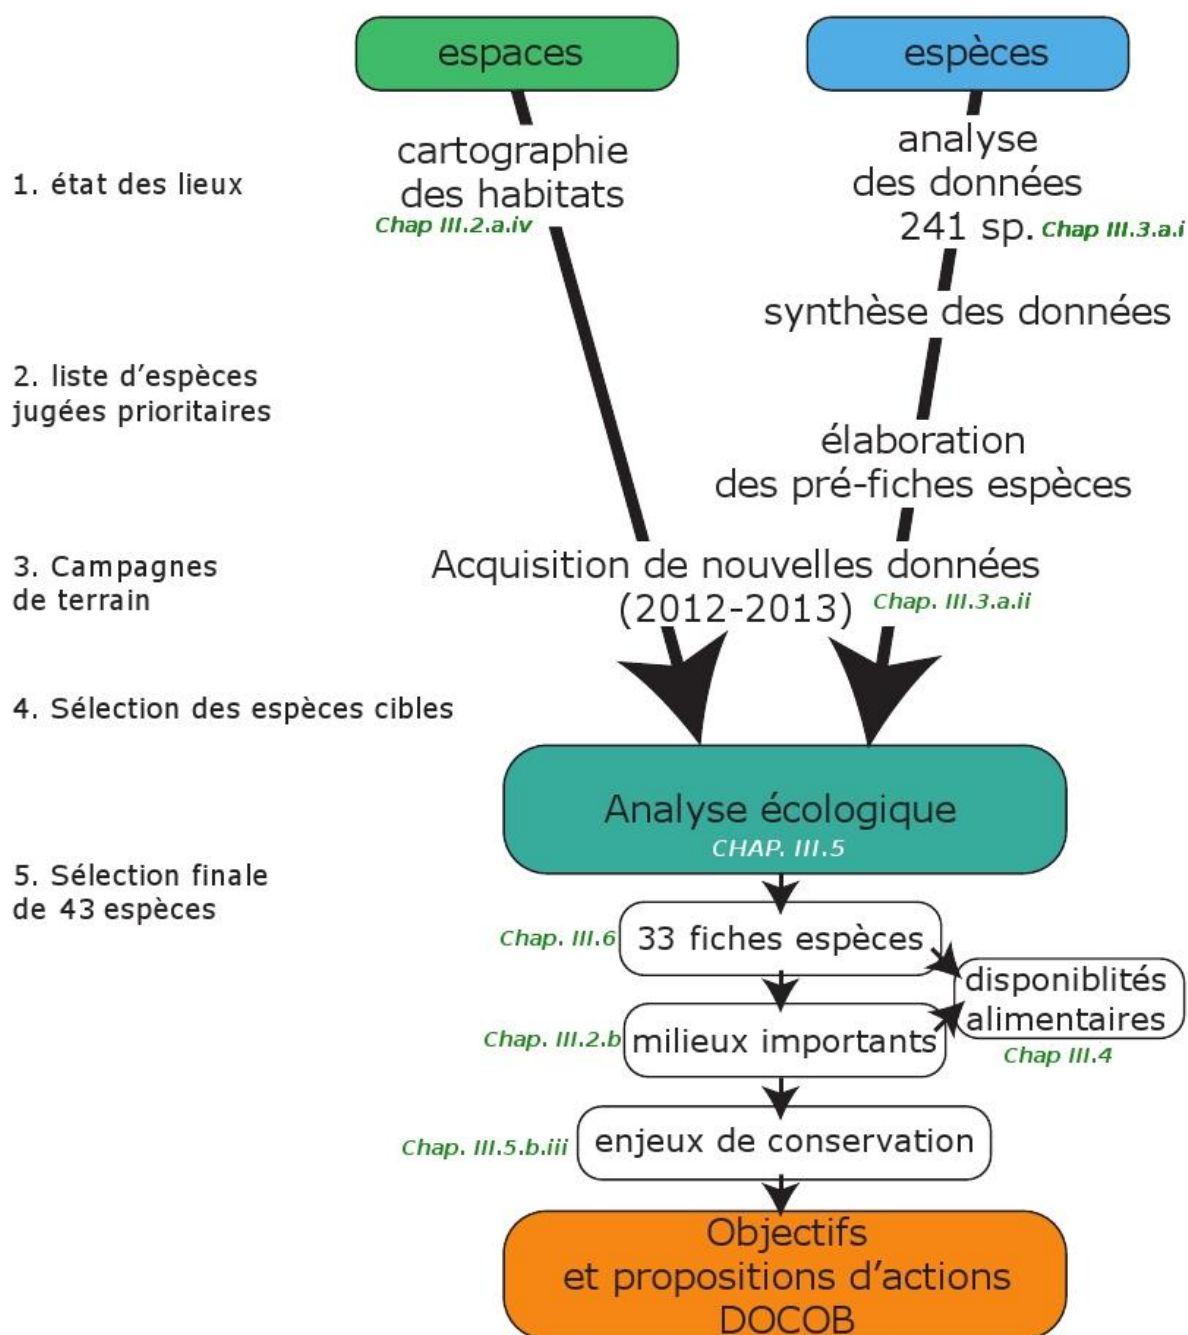 espaces
espèces
1. état des lieux
cartographie
des habitats
Chap III.2.a.iv
analyse
des données
241 sp. Chap III.3.a.i
synthèse des données
2. liste d'espèces
jugées prioritaires
élaboration
des pré-fiches espèces
3. Campagnes
de terrain
Acquisition de nouvelles données
(2012-2013) Chap. III.3.a.ii
4. Sélection des espèces cibles
Analyse écologique
CHAP. III.5
5. Sélection finale
de 43 espèces
Chap. III.6
33 fiches espèces
disponiblités
alimentaires
Chap III.4
Chap. III.2.b
milieux importants
Chap. III.5.b.iii
enjeux de conservation
Objectifs
et propositions d'actions
DOCOB